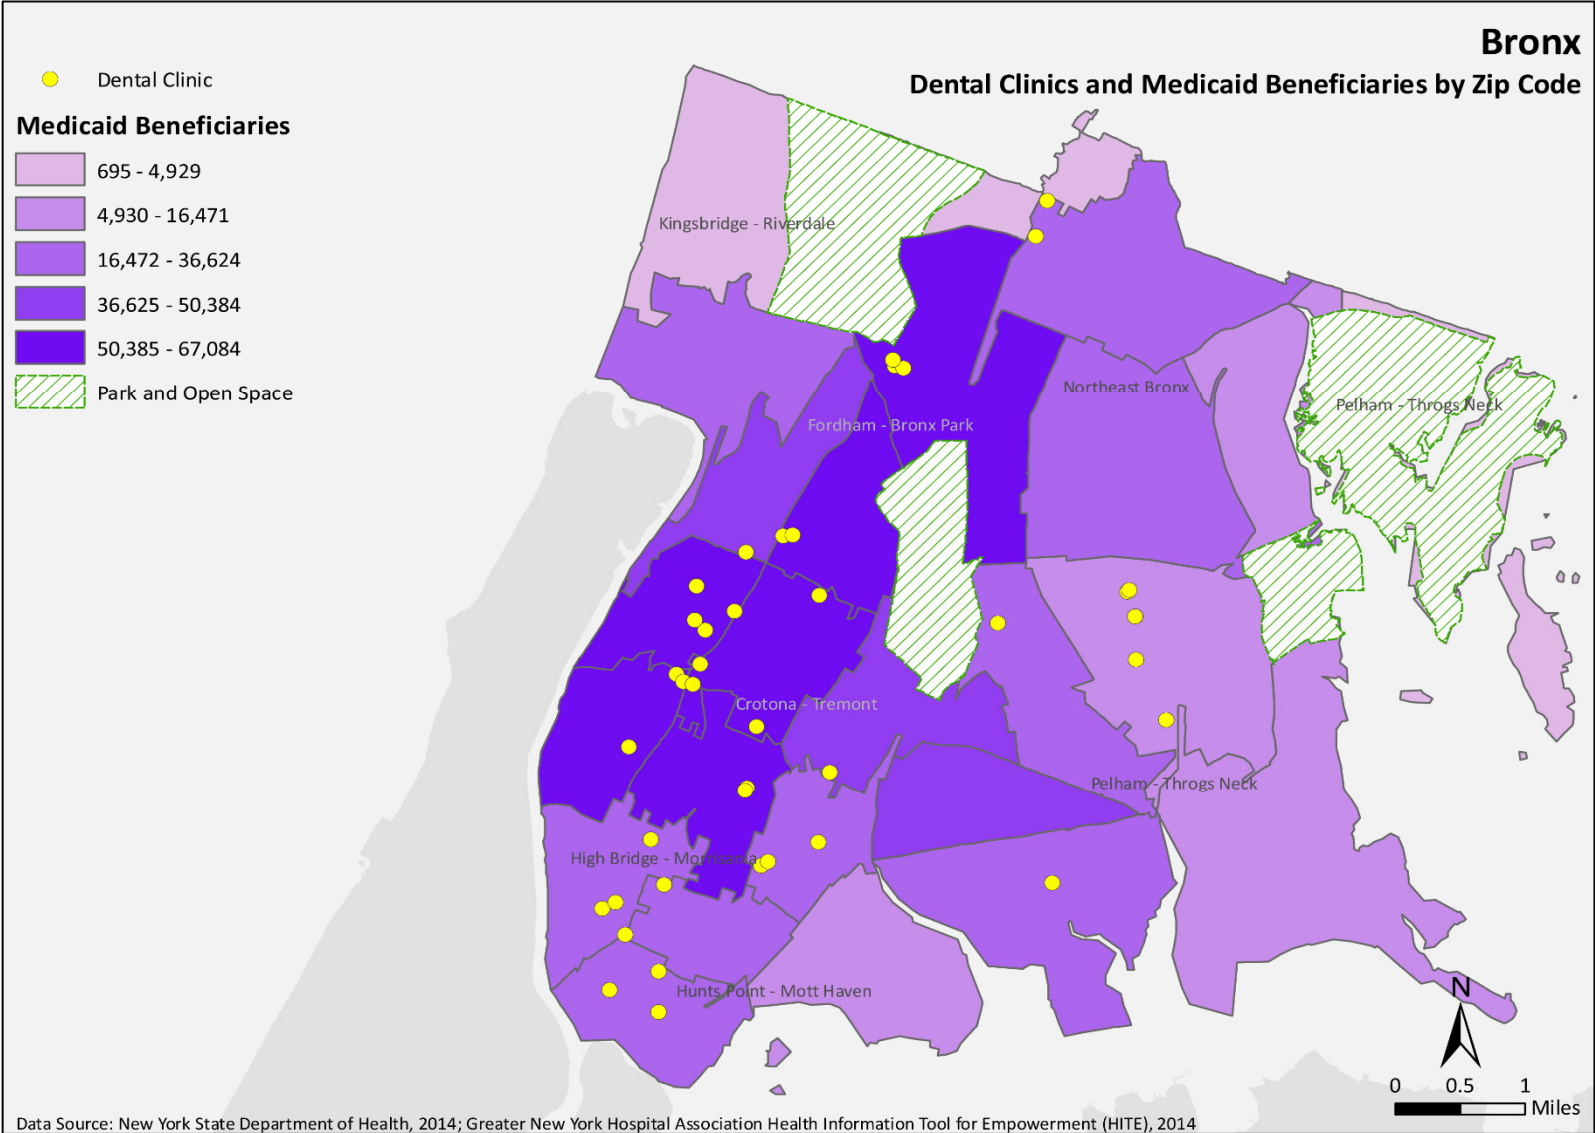 Bronx
Dental Clinics and Medicaid Beneficiaries by Zip Code
Dental Clinic
Medicaid Beneficiaries
695 - 4,929
4,930 - 16,471
16,472 - 36,624
36,625 - 50,384
50,385 - 67,084
Park and Open Space
Kingsbridge - Riverdale
Northeast Bronx
Pelham - Throgs Neck
Fordham - Bronx Park
Crotona - Tremont
Pelham - Throgs Neck
High Bridge - Morrisania
Hunts Point - Mott Haven
N
0 0.5 1
Miles
Data Source: New York State Department of Health, 2014; Greater New York Hospital Association Health Information Tool for Empowerment (HITE), 2014